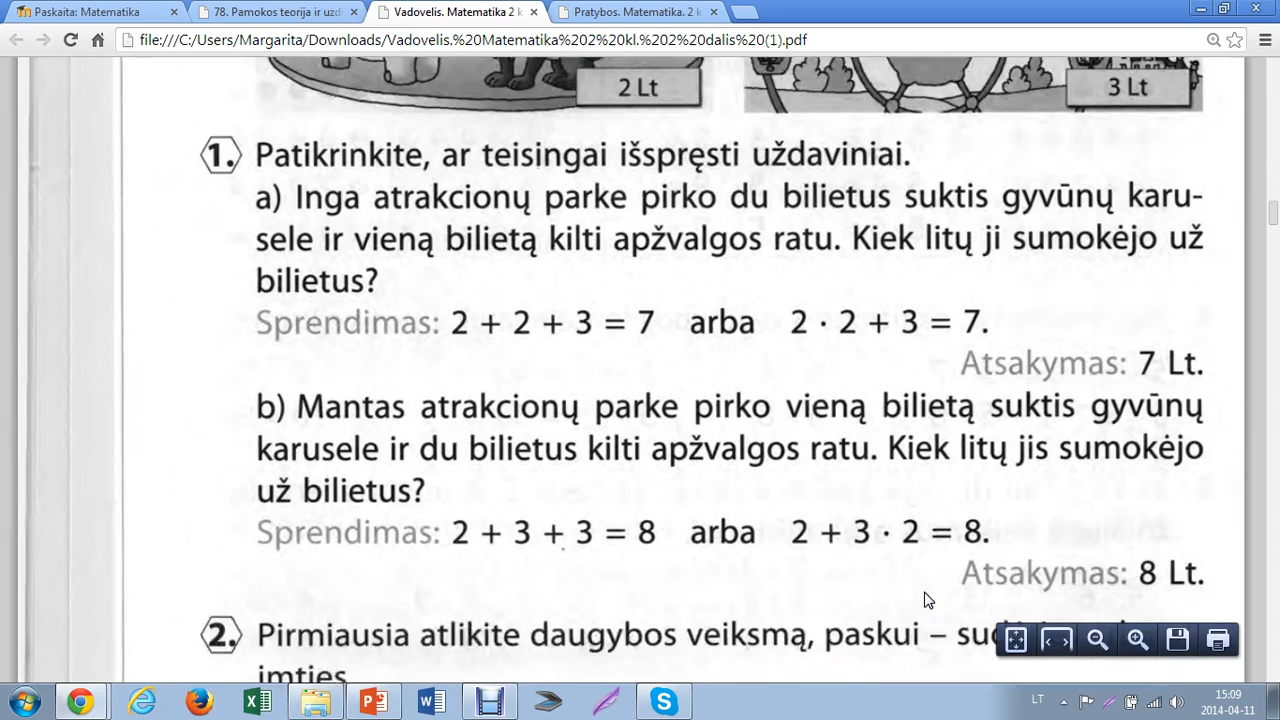 Paskaita: Matematika
78. Pamokos teorija ir uzd
Vadovelis. Matematika 2 k
Pratybos. Matematika. 2 k
file:///C:/Users/Margarita/Downloads/Vadovelis.%20Matematika%202%20kl.%202%20dalis%20(1).pdf
2 Lt
3 Lt
1. Patikrinkite, ar teisingai išspręsti uždaviniai.
a) Inga atrakcionų parke pirko du bilietus suktis gyvūnų karu-
sele ir vieną bilietą kilti apžvalgos ratu. Kiek litų ji sumokėjo už
bilietus?
Sprendimas: 2 + 2 + 3 = 7 arba 2 · 2 + 3 = 7.
Atsakymas: 7 Lt.
b) Mantas atrakcionų parke pirko vieną bilietą suktis gyvūnų
karusele ir du bilietus kilti apžvalgos ratu. Kiek litų jis sumokėjo
už bilietus?
Sprendimas: 2 + 3 + 3 = 8 arba 2 + 3 · 2 = 8.
Atsakymas: 8 Lt.
2. Pirmiausia atlikite daugybos veiksmą, paskui –
imties
LT
15:09
2014-04-11